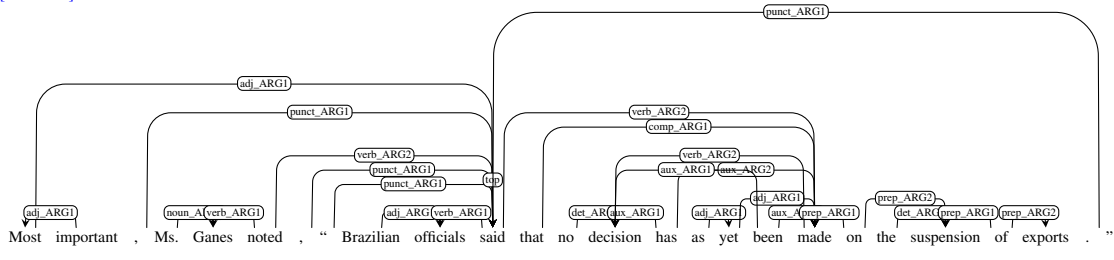 punct_ARG1
adj_ARG1
punct_ARG1 verb_ARG2
comp_ARG1
verb_ARG2 verb_ARG2
punct_ARG1 aux_ARG1 aux_ARG2
punct_ARG1 top
adj_ARG1 prep_ARG2
adj_ARG1 verb_ARG1 verb_ARG1 aux_ARG1 adj_ARG1 prep_ARG1 prep_ARG1 prep_ARG2
Most important , Ms. Ganes noted , “ Brazilian officials said that no decision has as yet been made on the suspension of exports . ”